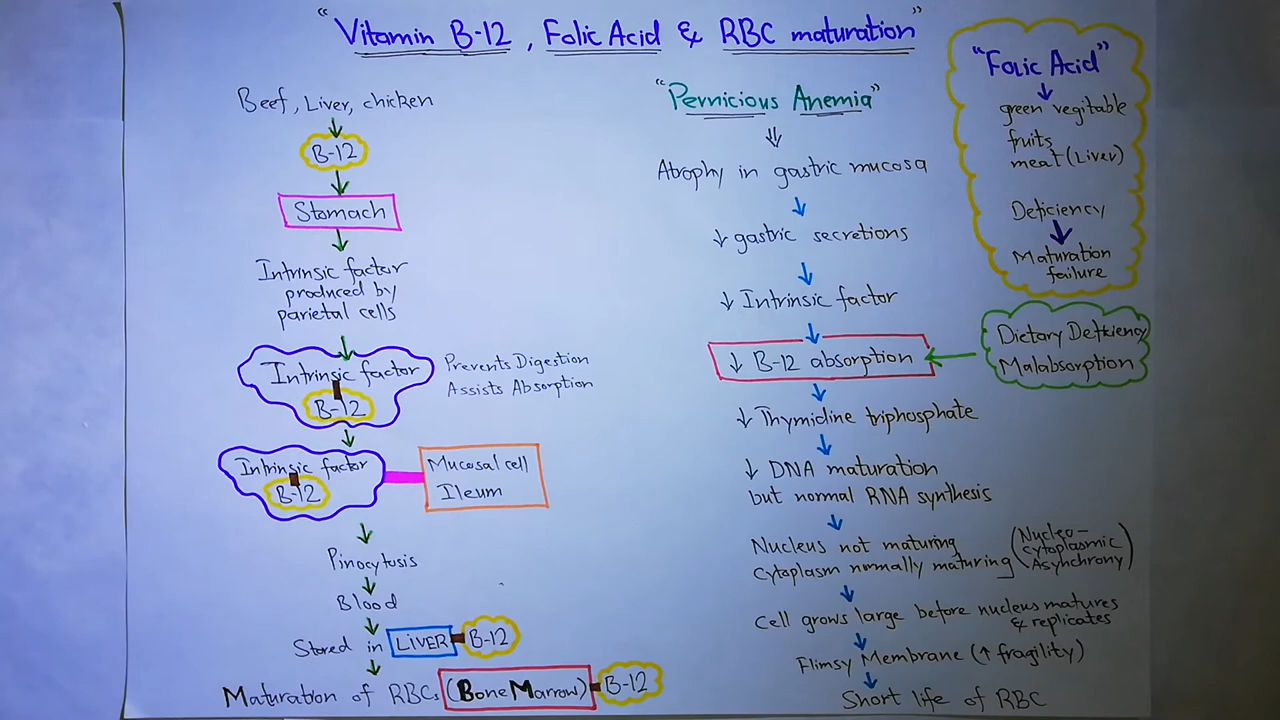 "Vitamin B-12, Folic Acid & RBC maturation"
Beef, Liver, chicken
B-12
Stomach
Intrinsic factor
produced by
parietal cells
Intrinsic factor
B-12
Prevents Digestion
Assists Absorption
Intrinsic factor
B-12
Mucosal cell
Ileum
Pinocytosis
Blood
Stored in LIVER B-12
Maturation of RBCs (Bone Marrow) B-12
"Pernicious Anemia"
Atrophy in gastric mucosa
↓ gastric secretions
↓ Intrinsic factor
↓ B-12 absorption
↓ Thymidine triphosphate
↓ DNA maturation
but normal RNA synthesis
Nucleus not maturing
Cytoplasm normally maturing
(Nucleo-
cytoplasmic
Asynchrony)
Cell grows large before nucleus matures
& replicates
Flimsy Membrane (↑ fragility)
Short life of RBC
"Folic Acid"
green vegitable
fruits
meat (Liver)
Deficiency
Maturation
failure
Dietary Deficiency
Malabsorption